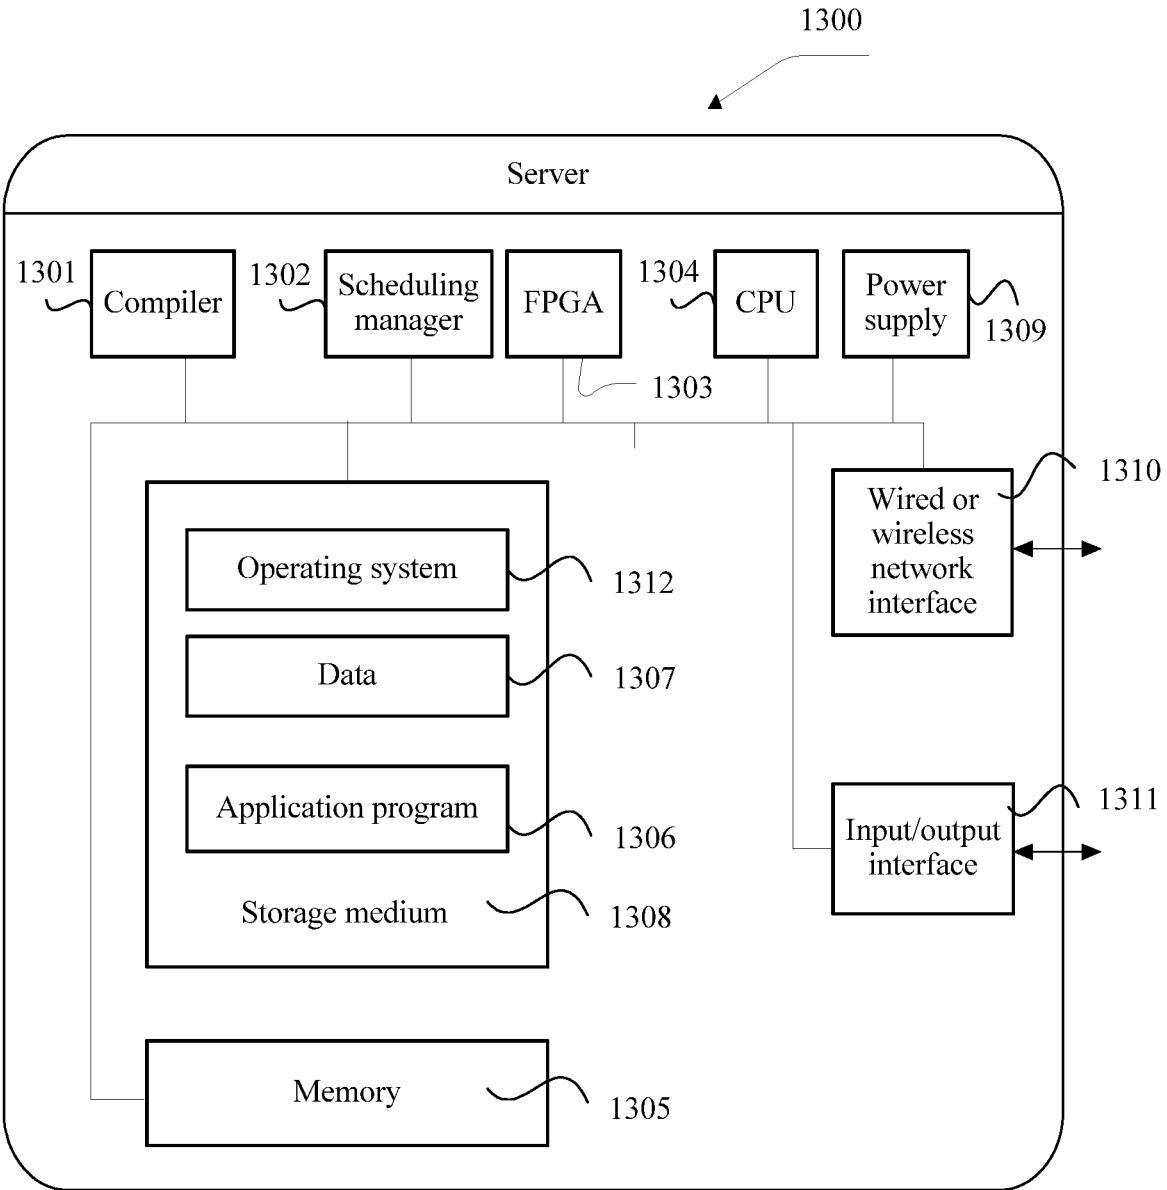 1300
Server
1301
Compiler
1302
Scheduling
manager
FPGA
1303
1304
CPU
Power
supply
1309
Wired or
wireless
network
interface
1310
Operating system
1312
Data
1307
Application program
1306
Storage medium
1308
Input/output
interface
1311
Memory
1305